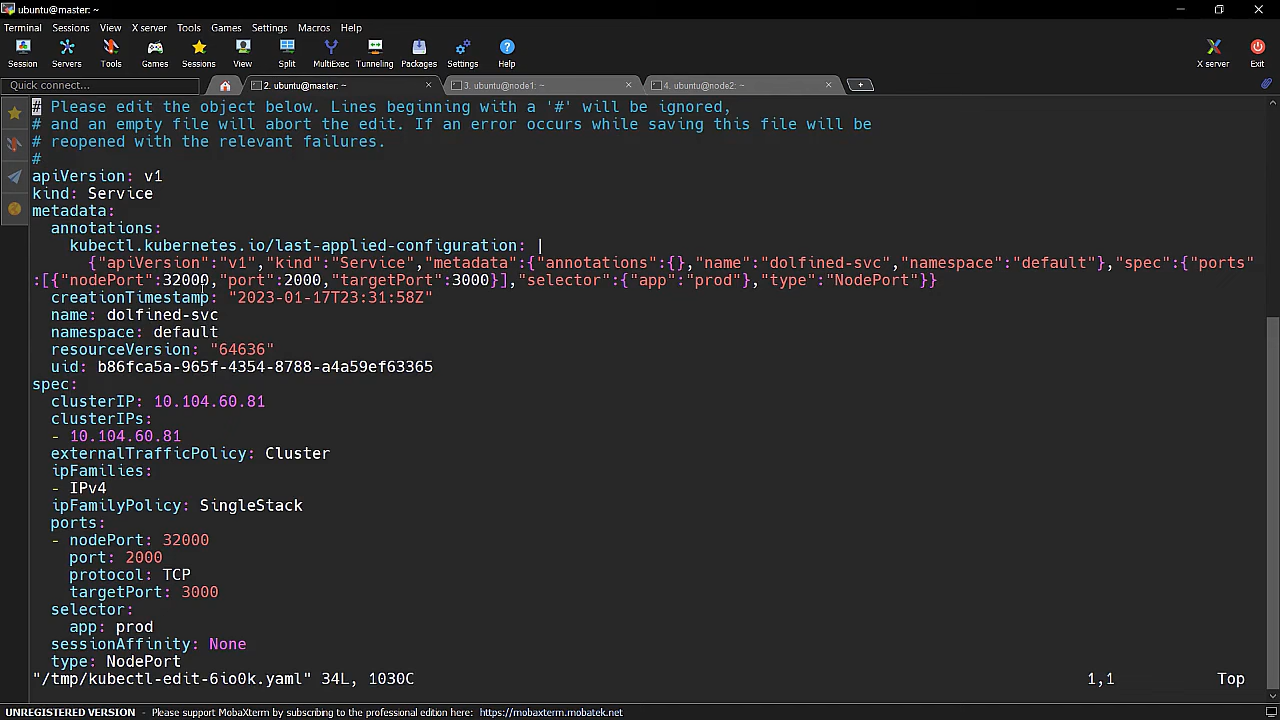 ubuntu@master: ~
Terminal Sessions View X server Tools Games Settings Macros Help
Session Servers Tools Games Sessions View Split MultiExec Tunneling Packages Settings Help X server Exit
Quick connect... 2. ubuntu@master: ~ 3. ubuntu@node1: ~ 4. ubuntu@node2: ~
# Please edit the object below. Lines beginning with a '#' will be ignored,
# and an empty file will abort the edit. If an error occurs while saving this file will be
# reopened with the relevant failures.
#
apiVersion: v1
kind: Service
metadata:
  annotations:
    kubectl.kubernetes.io/last-applied-configuration: |
      {"apiVersion":"v1","kind":"Service","metadata":{"annotations":{},"name":"dolfined-svc","namespace":"default"},"spec":{"ports"
:[{"nodePort":32000,"port":2000,"targetPort":3000}],"selector":{"app":"prod"},"type":"NodePort"}}
  creationTimestamp: "2023-01-17T23:31:58Z"
  name: dolfined-svc
  namespace: default
  resourceVersion: "64636"
  uid: b86fca5a-965f-4354-8788-a4a59ef63365
spec:
  clusterIP: 10.104.60.81
  clusterIPs:
  - 10.104.60.81
  externalTrafficPolicy: Cluster
  ipFamilies:
  - IPv4
  ipFamilyPolicy: SingleStack
  ports:
  - nodePort: 32000
    port: 2000
    protocol: TCP
    targetPort: 3000
  selector:
    app: prod
  sessionAffinity: None
  type: NodePort
"/tmp/kubectl-edit-6io0k.yaml" 34L, 1030C 1,1 Top
UNREGISTERED VERSION - Please support MobaXterm by subscribing to the professional edition here: https://mobaxterm.mobatek.net